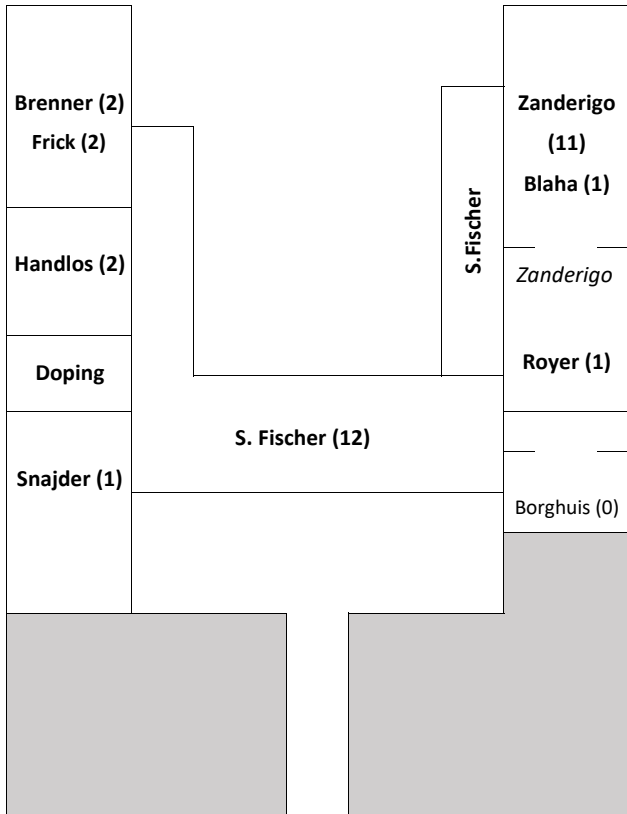 Brenner (2)
Frick (2)
Handlos (2)
Doping
Snajder (1)
S. Fischer (12)
S.Fischer
Zanderigo
(11)
Blaha (1)
Zanderigo
Royer (1)
Borghuis (0)